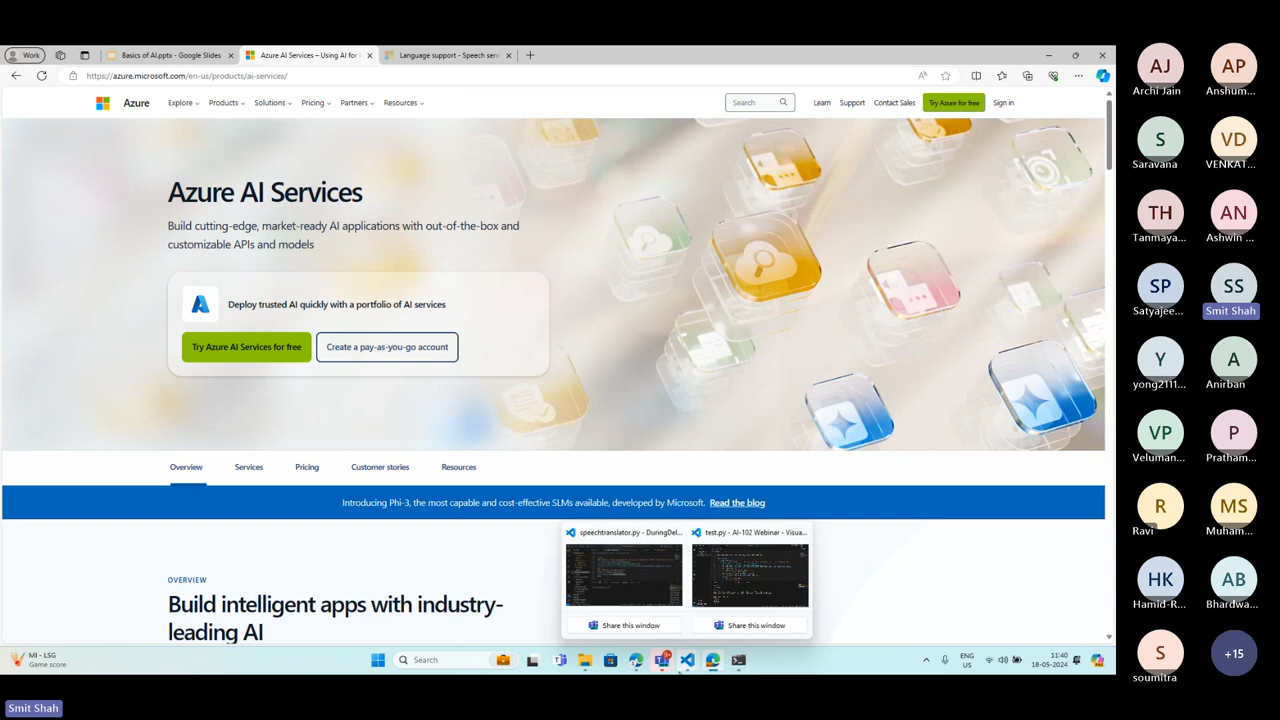 Work
Basics of AI.pptx - Google Slides
Azure AI Services – Using AI for I
Language support - Speech serv
https://azure.microsoft.com/en-us/products/ai-services/
Azure
Explore
Products
Solutions
Pricing
Partners
Resources
Search
Learn
Support
Contact Sales
Try Azure for free
Sign in
Azure AI Services
Build cutting-edge, market-ready AI applications with out-of-the-box and
customizable APIs and models
Deploy trusted AI quickly with a portfolio of AI services
Try Azure AI Services for free
Create a pay-as-you-go account
Overview
Services
Pricing
Customer stories
Resources
Introducing Phi-3, the most capable and cost-effective SLMs available, developed by Microsoft. Read the blog
OVERVIEW
Build intelligent apps with industry-
leading AI
speechtranslator.py - DuringDel...
test.py - AI-102 Webinar - Visua...
Share this window
Share this window
MI - LSG
Game score
Search
ENG
US
11:40
18-05-2024
Smit Shah
AJ
Archi Jain
AP
Anshum...
S
Saravana
VD
VENKAT...
TH
Tanmaya...
AN
Ashwin ...
SP
Satyajee...
SS
Smit Shah
Y
yong2111...
A
Anirban
VP
Veluman...
P
Pratham...
R
Ravi
MS
Muham...
HK
Hamid-R...
AB
Bhardwa...
S
soumitra
+15